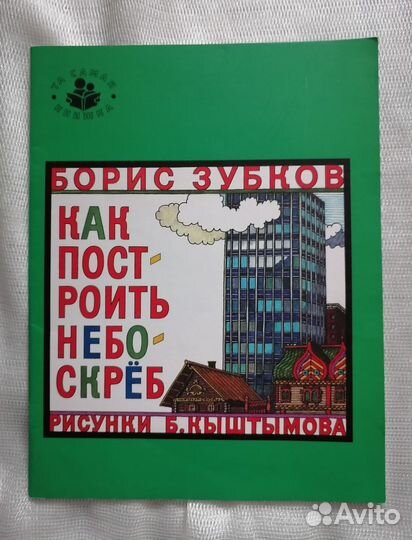 ТА САМАЯ
КНИЖКА
БОРИС ЗУБКОВ
КАК
ПОСТ-
РОИТЬ
НЕБО-
СКРЁБ
РИСУНКИ Б. КЫШТЫМОВА
Avito